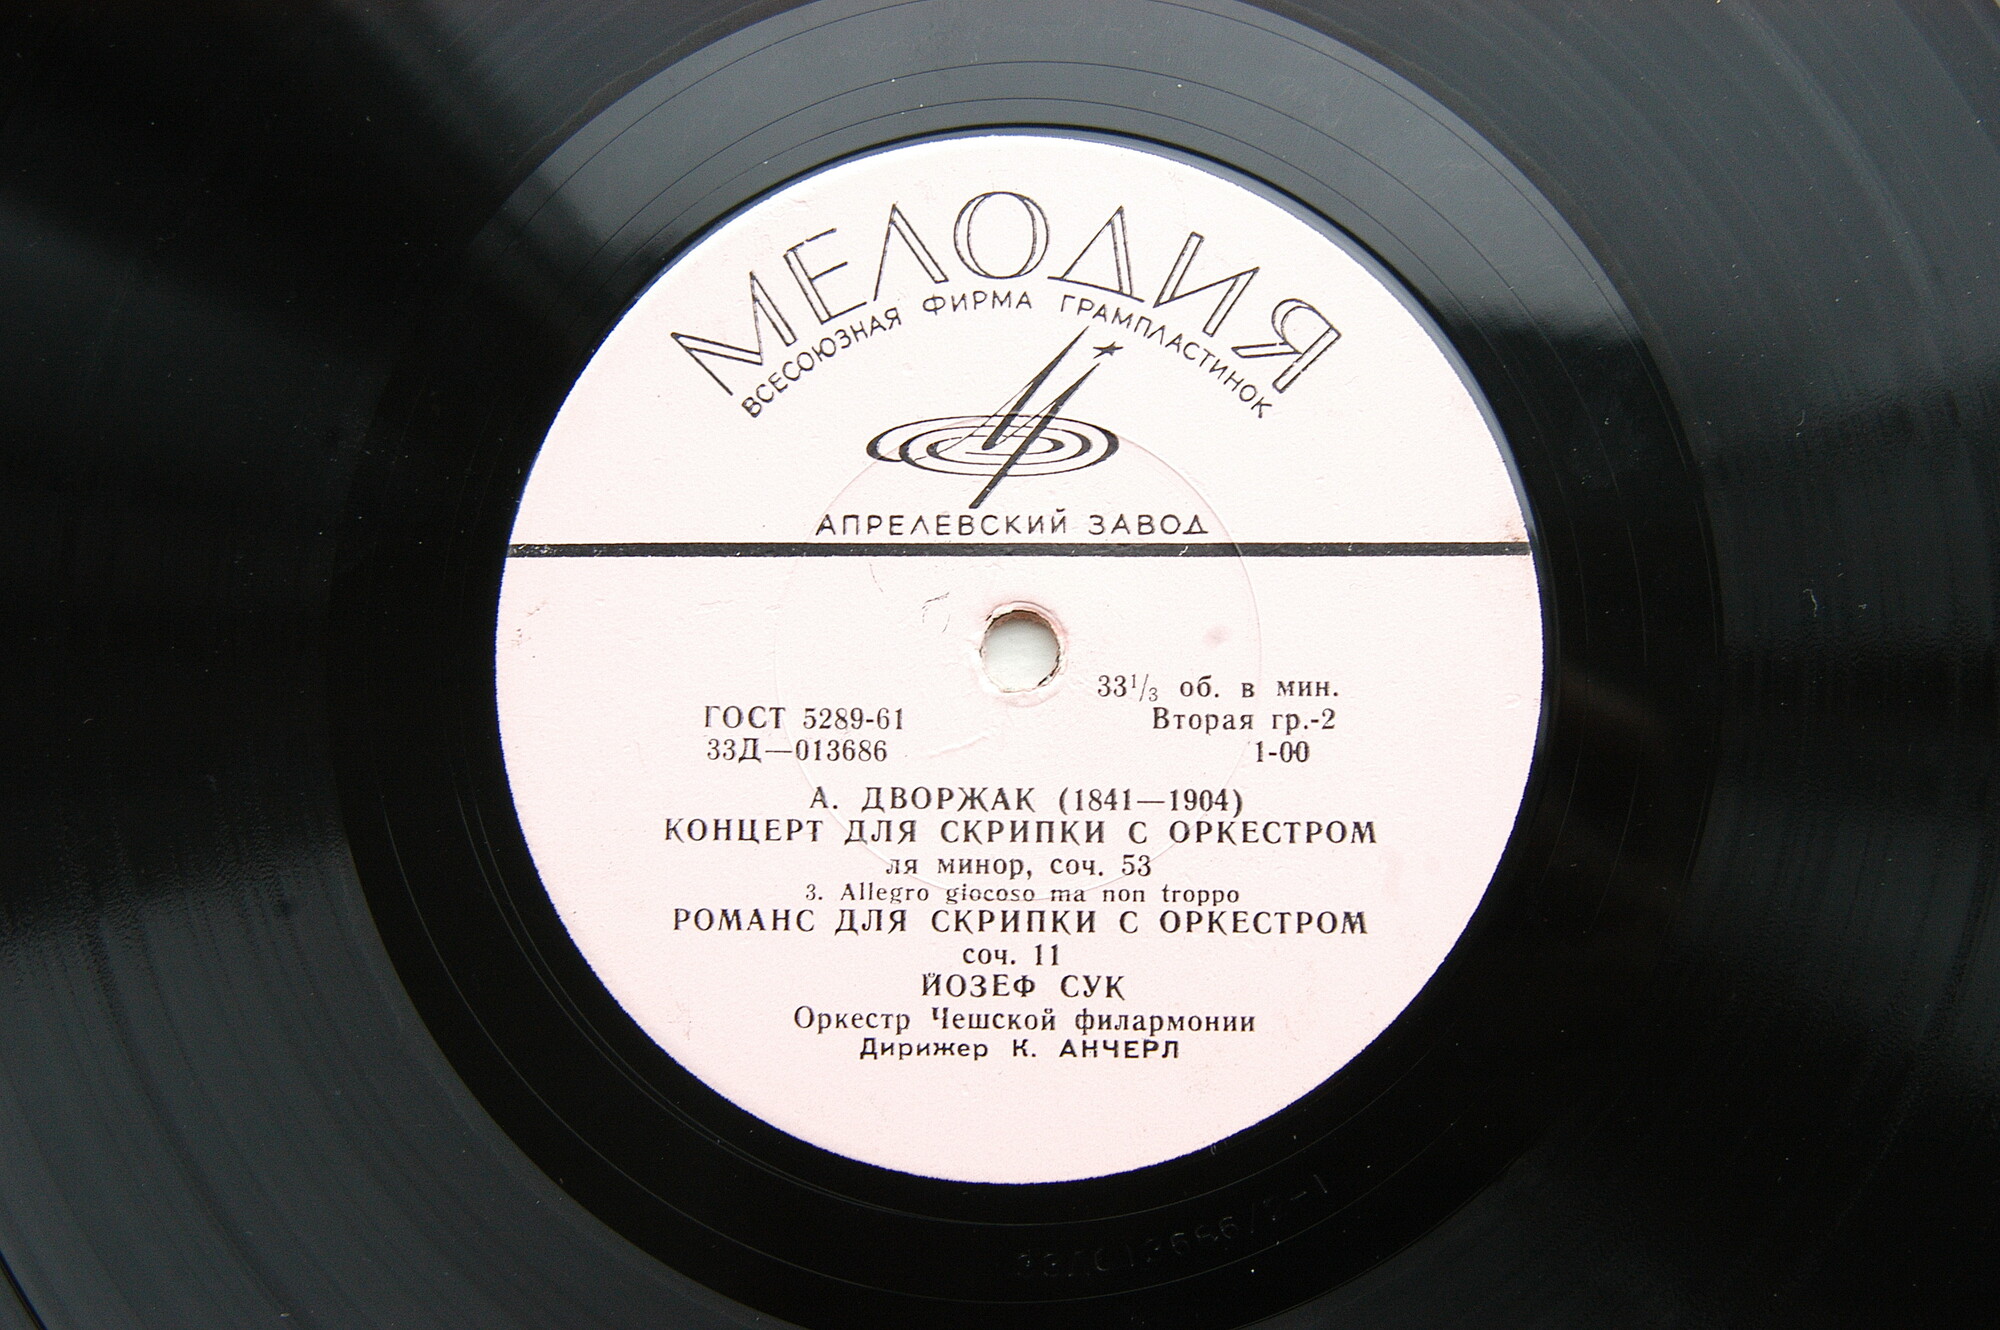 МЕЛОДИЯ
ВСЕСОЮЗНАЯ ФИРМА ГРАМПЛАСТИНОК
АПРЕЛЕВСКИЙ ЗАВОД
33⅓ об. в мин.
ГОСТ 5289-61 Вторая гр.-2
33Д—013686 1-00
А. ДВОРЖАК (1841—1904)
КОНЦЕРТ ДЛЯ СКРИПКИ С ОРКЕСТРОМ
ля минор, соч. 53
3. Allegro giocoso ma non troppo
РОМАНС ДЛЯ СКРИПКИ С ОРКЕСТРОМ
соч. 11
ЙОЗЕФ СУК
Оркестр Чешской филармонии
Дирижер К. АНЧЕРЛ